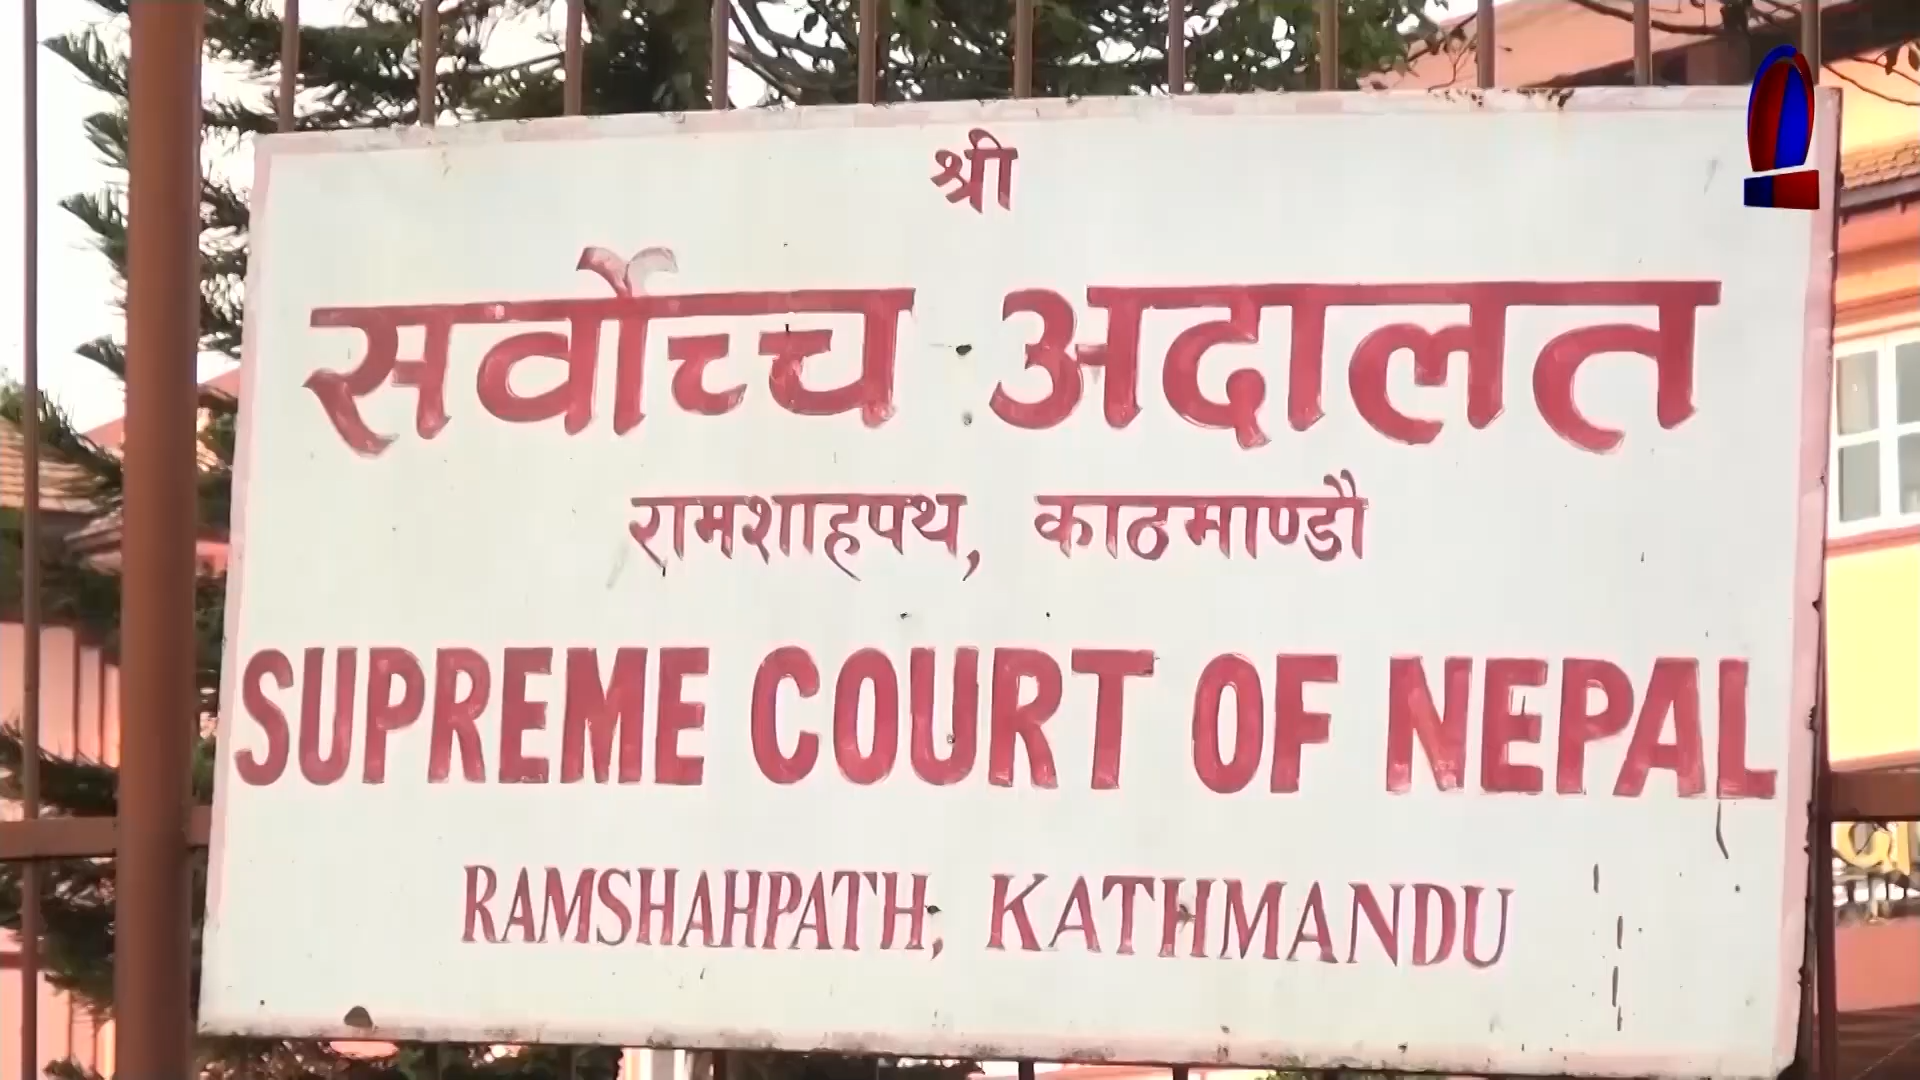 श्री
सर्वोच्च अदालत
रामशाहपथ, काठमाण्डौ
SUPREME COURT OF NEPAL
RAMSHAHPATH, KATHMANDU